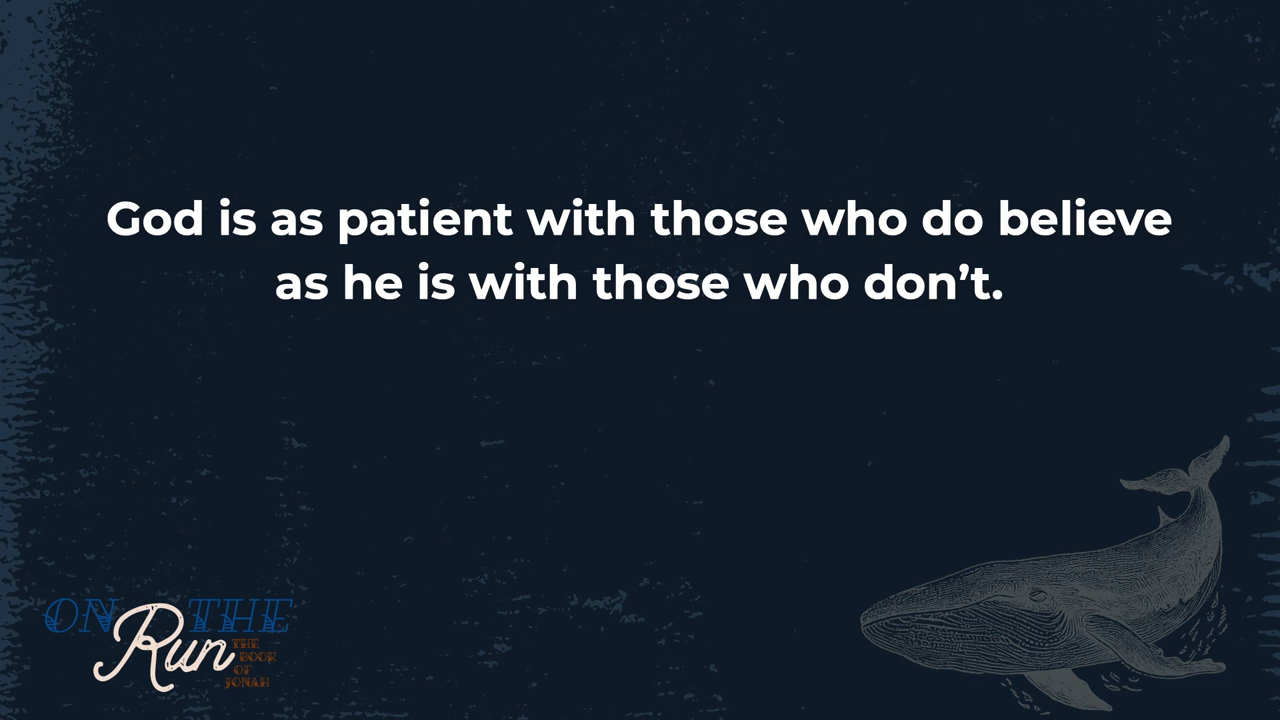 God is as patient with those who do believe
as he is with those who don’t.
ON THE
Run
THE
BOOK
OF
JONAH